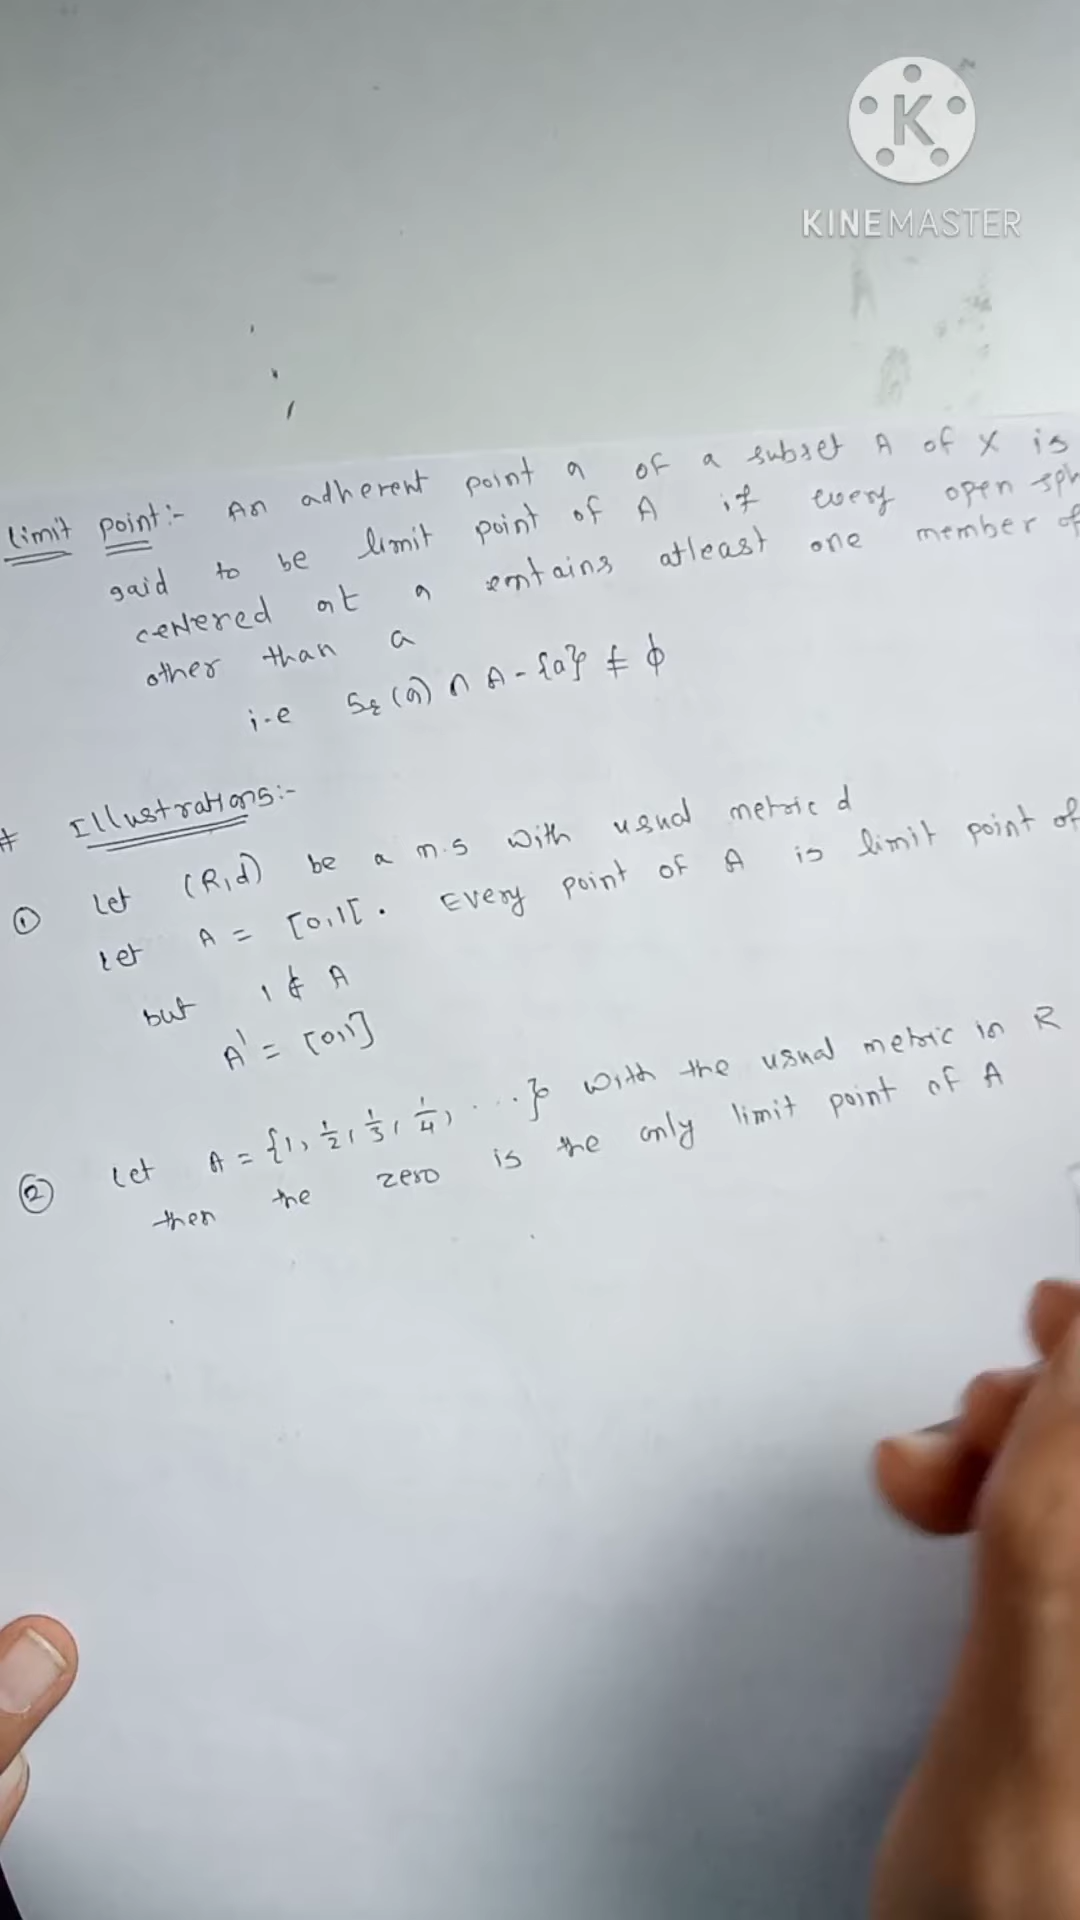 K
KINEMASTER
limit point:- An adherent point a of a subset A of X is
said to be limit point of A if every open sph
centered at a contains atleast one member of
other than a
i.e Sε(a) ∩ A - {a} ≠ ϕ
# Illustrations:-
① Let (R,d) be a m.s with usual metric d
Let A = [0,1[ . Every point of A is limit point of
but 1 ∉ A
A' = [0,1]
② Let A = {1, 1/2, 1/3, 1/4, ...} with the usual metric in R
then the zero is the only limit point of A